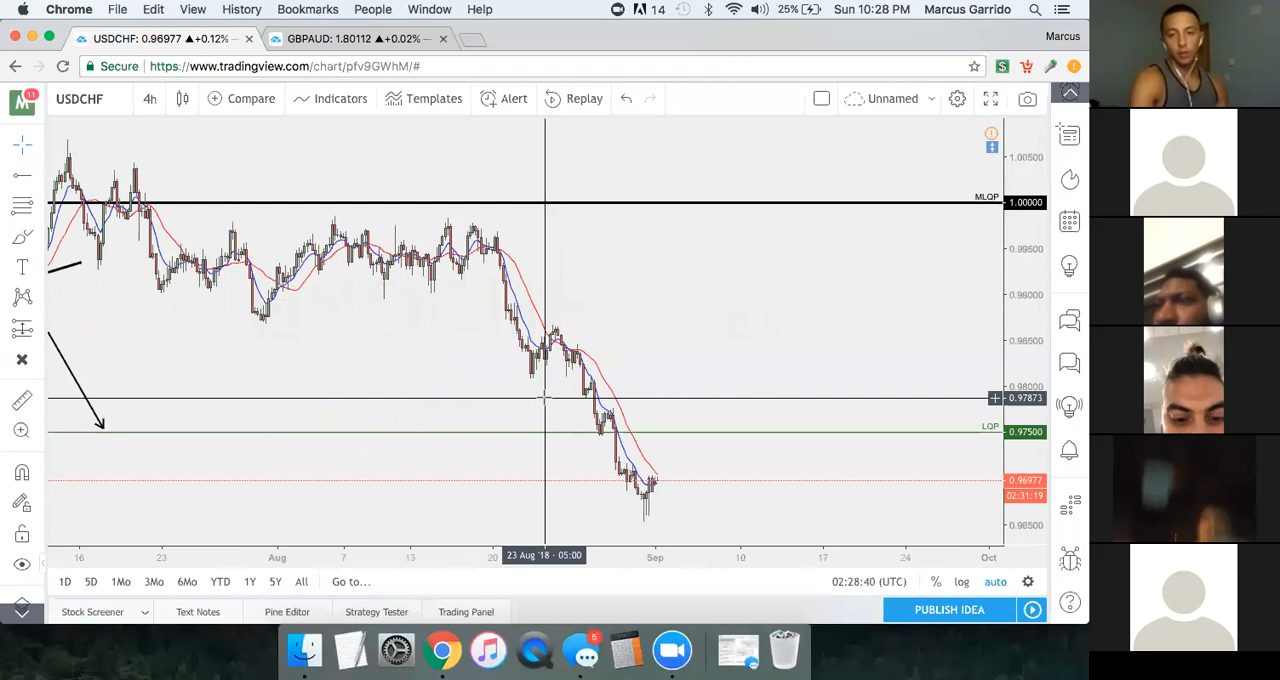 Chrome File Edit View History Bookmarks People Window Help 14 25% Sun 10:28 PM Marcus Garrido
USDCHF: 0.96977 ▲+0.12% × GBPAUD: 1.80112 ▲+0.02% × Marcus
Secure https://www.tradingview.com/chart/pfv9GWhM/#
M 11 USDCHF 4h Compare Indicators Templates Alert Replay Unnamed
1.00500
MLQP 1.00000
0.99500
0.99000
0.98500
0.98000
0.97873
LQP 0.97500
0.96977
02:31:19
0.96500
16 23 Aug 7 13 20 23 Aug '18 - 05:00 Sep 10 17 24 Oct
1D 5D 1Mo 3Mo 6Mo YTD 1Y 5Y All Go to... 02:28:40 (UTC) % log auto
Stock Screener Text Notes Pine Editor Strategy Tester Trading Panel PUBLISH IDEA
5